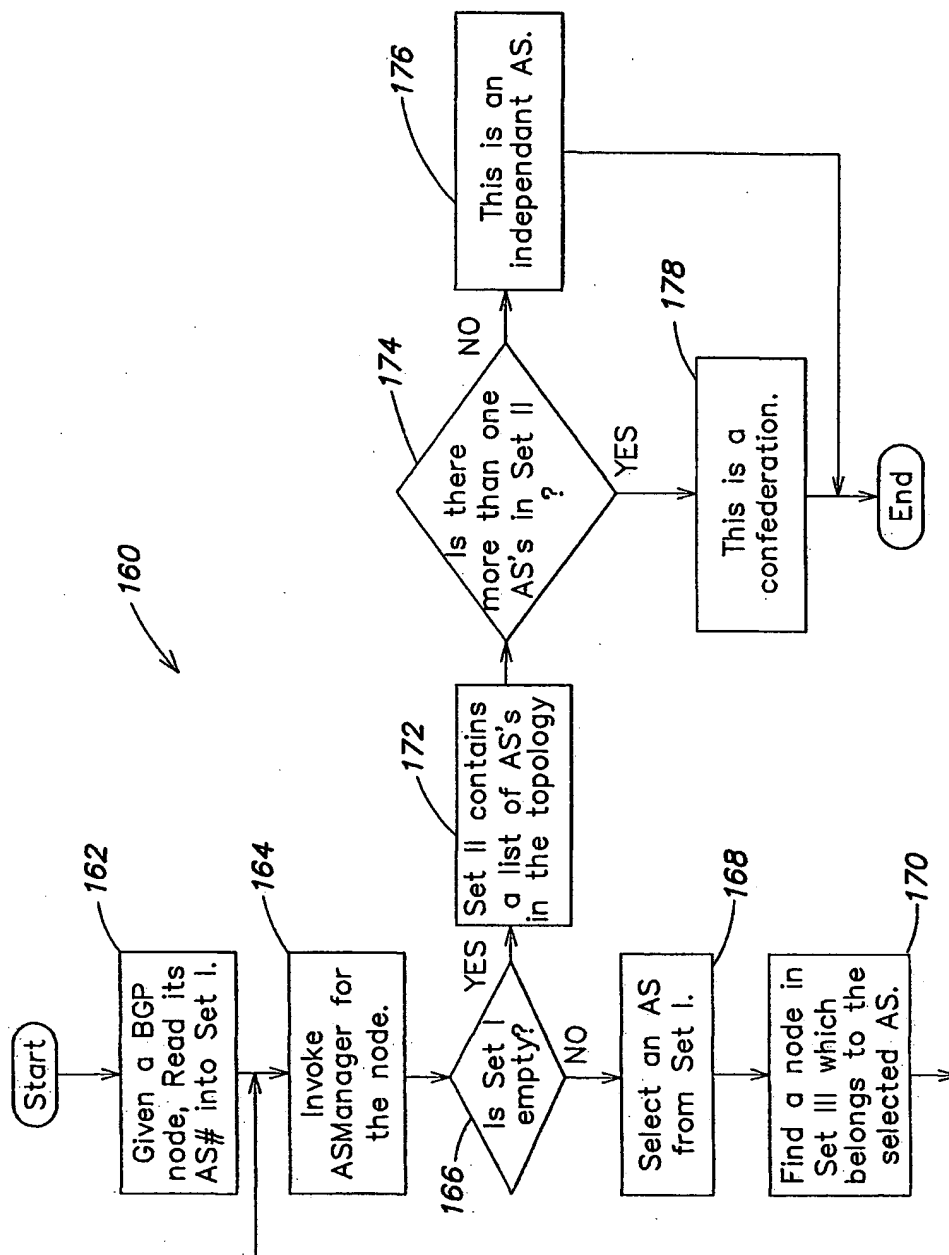 160
Start
162
Given a BGP
node, Read its
AS# into Set I.
164
Invoke
ASManager for
the node.
166
Is Set I
empty?
YES
NO
168
Select an AS
from Set I.
170
Find a node in
Set III which
belongs to the
selected AS.
172
Set II contains
a list of AS's
in the topology
174
Is there
more than one
AS's in Set II
?
NO
YES
176
This is an
independant AS.
178
This is a
confederation.
End